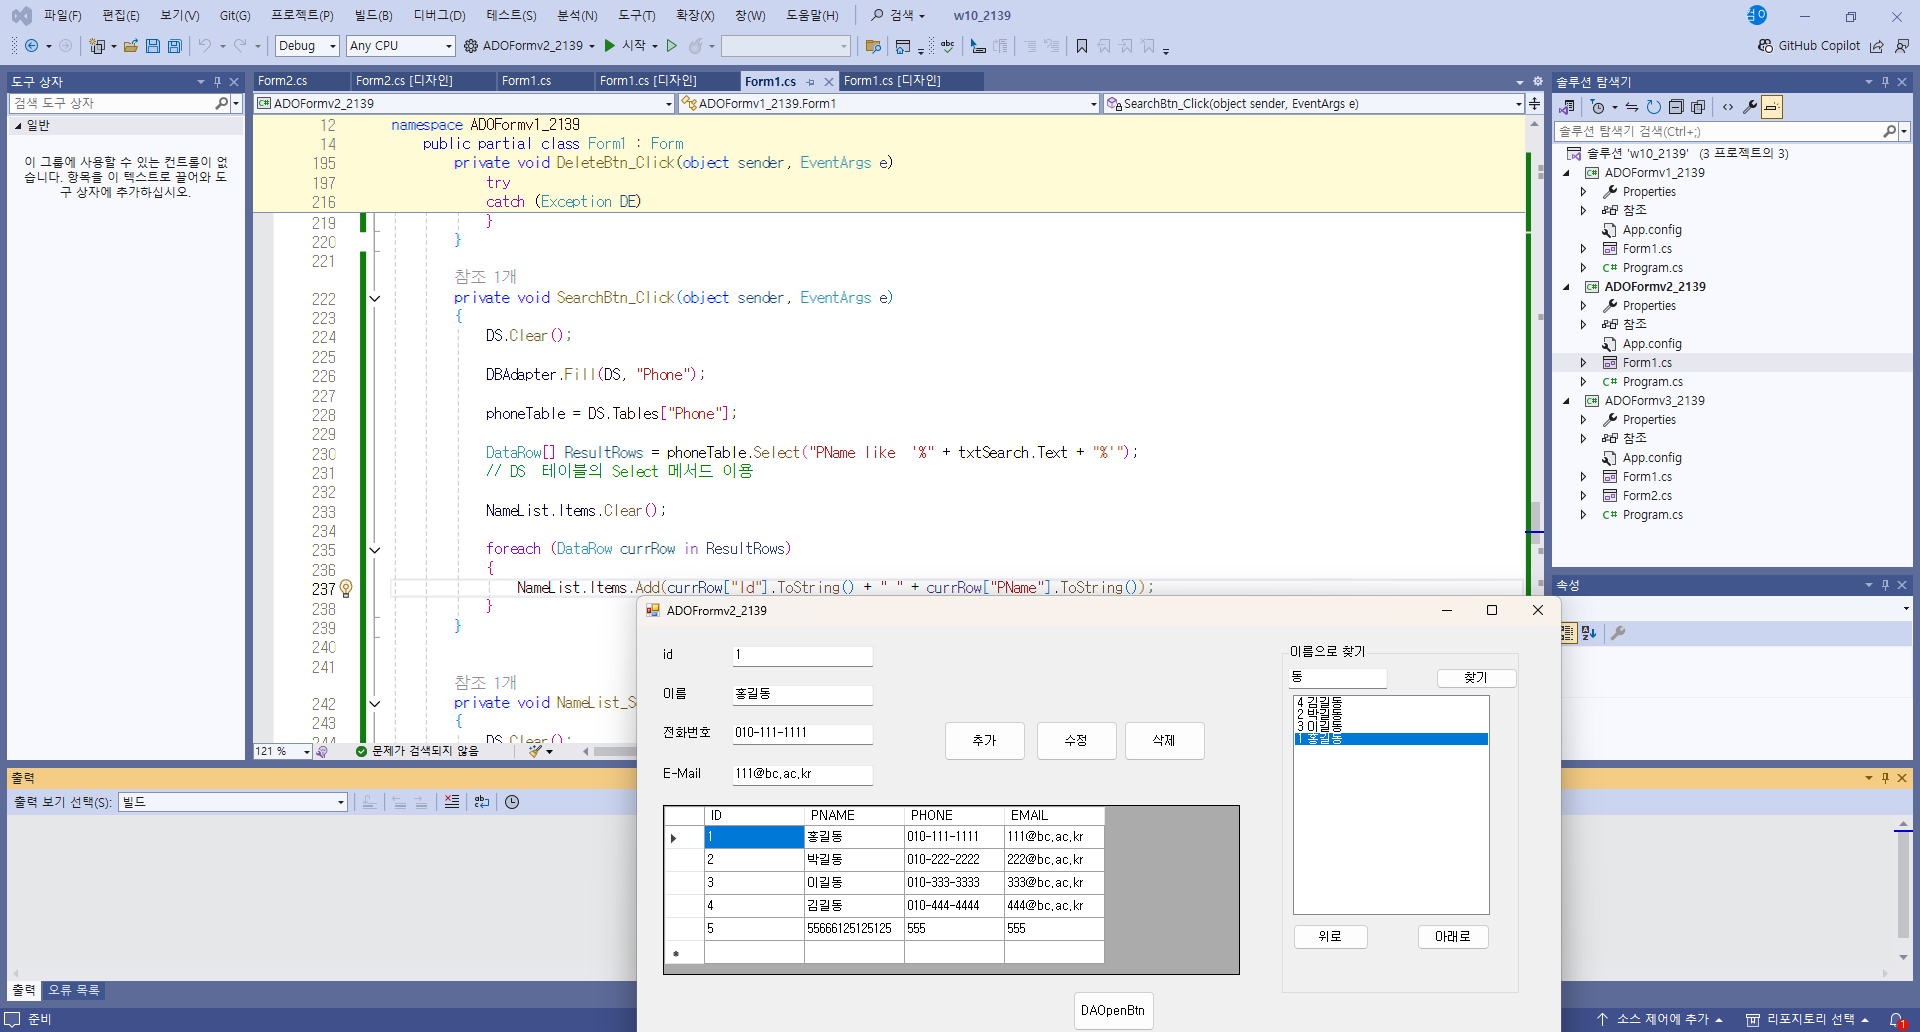 파일(F) 편집(E) 보기(V) Git(G) 프로젝트(P) 빌드(B) 디버그(D) 테스트(S) 분석(N) 도구(T) 확장(X) 창(W) 도움말(H) 검색 w10_2139
Debug Any CPU ADOFormv2_2139 시작 GitHub Copilot
도구 상자
검색 도구 상자
일반
이 그룹에 사용할 수 있는 컨트롤이 없
습니다. 항목을 이 텍스트로 끌어와 도
구 상자에 추가하십시오.
Form2.cs Form2.cs [디자인] Form1.cs Form1.cs [디자인] Form1.cs Form1.cs [디자인]
ADOFormv2_2139 ADOFormv1_2139.Form1 SearchBtn_Click(object sender, EventArgs e)
12 namespace ADOFormv1_2139
14 public partial class Form1 : Form
195 private void DeleteBtn_Click(object sender, EventArgs e)
197 try
216 catch (Exception DE)
219 }
220 }
221
참조 1개
222 private void SearchBtn_Click(object sender, EventArgs e)
223 {
224 DS.Clear();
225
226 DBAdapter.Fill(DS, "Phone");
227
228 phoneTable = DS.Tables["Phone"];
229
230 DataRow[] ResultRows = phoneTable.Select("PName like  '%" + txtSearch.Text + "%'");
231 // DS  테이블의 Select 메서드 이용
232
233 NameList.Items.Clear();
234
235 foreach (DataRow currRow in ResultRows)
236 {
237 NameList.Items.Add(currRow["Id"].ToString() + " " + currRow["PName"].ToString());
238 }
239 }
240
241
참조 1개
242 private void NameList_S
243 {
244 DS.Clear();
121 % 문제가 검색되지 않음
출력
출력 보기 선택(S): 빌드
출력 오류 목록
준비
소스 제어에 추가 리포지토리 선택 1
솔루션 탐색기
솔루션 탐색기 검색(Ctrl+;)
솔루션 'w10_2139' (3 프로젝트의 3)
ADOFormv1_2139
Properties
참조
App.config
Form1.cs
C# Program.cs
ADOFormv2_2139
Properties
참조
App.config
Form1.cs
C# Program.cs
ADOFormv3_2139
Properties
참조
App.config
Form1.cs
Form2.cs
C# Program.cs
속성
ADOFrormv2_2139
id 1
이름 홍길동
전화번호 010-111-1111
E-Mail 111@bc.ac.kr
추가 수정 삭제
이름으로 찾기
동 찾기
4 김길동
2 박길동
3 이길동
1 홍길동
위로 아래로
ID PNAME PHONE EMAIL
1 홍길동 010-111-1111 111@bc.ac.kr
2 박길동 010-222-2222 222@bc.ac.kr
3 이길동 010-333-3333 333@bc.ac.kr
4 김길동 010-444-4444 444@bc.ac.kr
5 55666125125125 555 555
DAOpenBtn